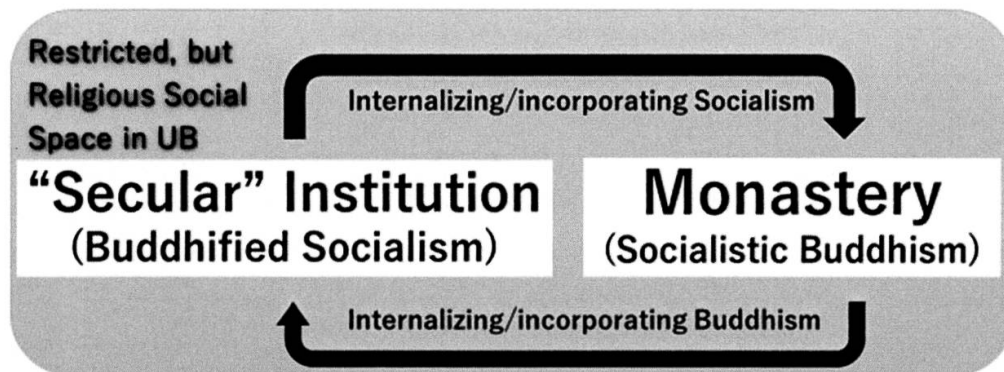 Restricted, but
Religious Social
Space in UB
Internalizing/incorporating Socialism
“Secular” Institution
(Buddhified Socialism)
Monastery
(Socialistic Buddhism)
Internalizing/incorporating Buddhism